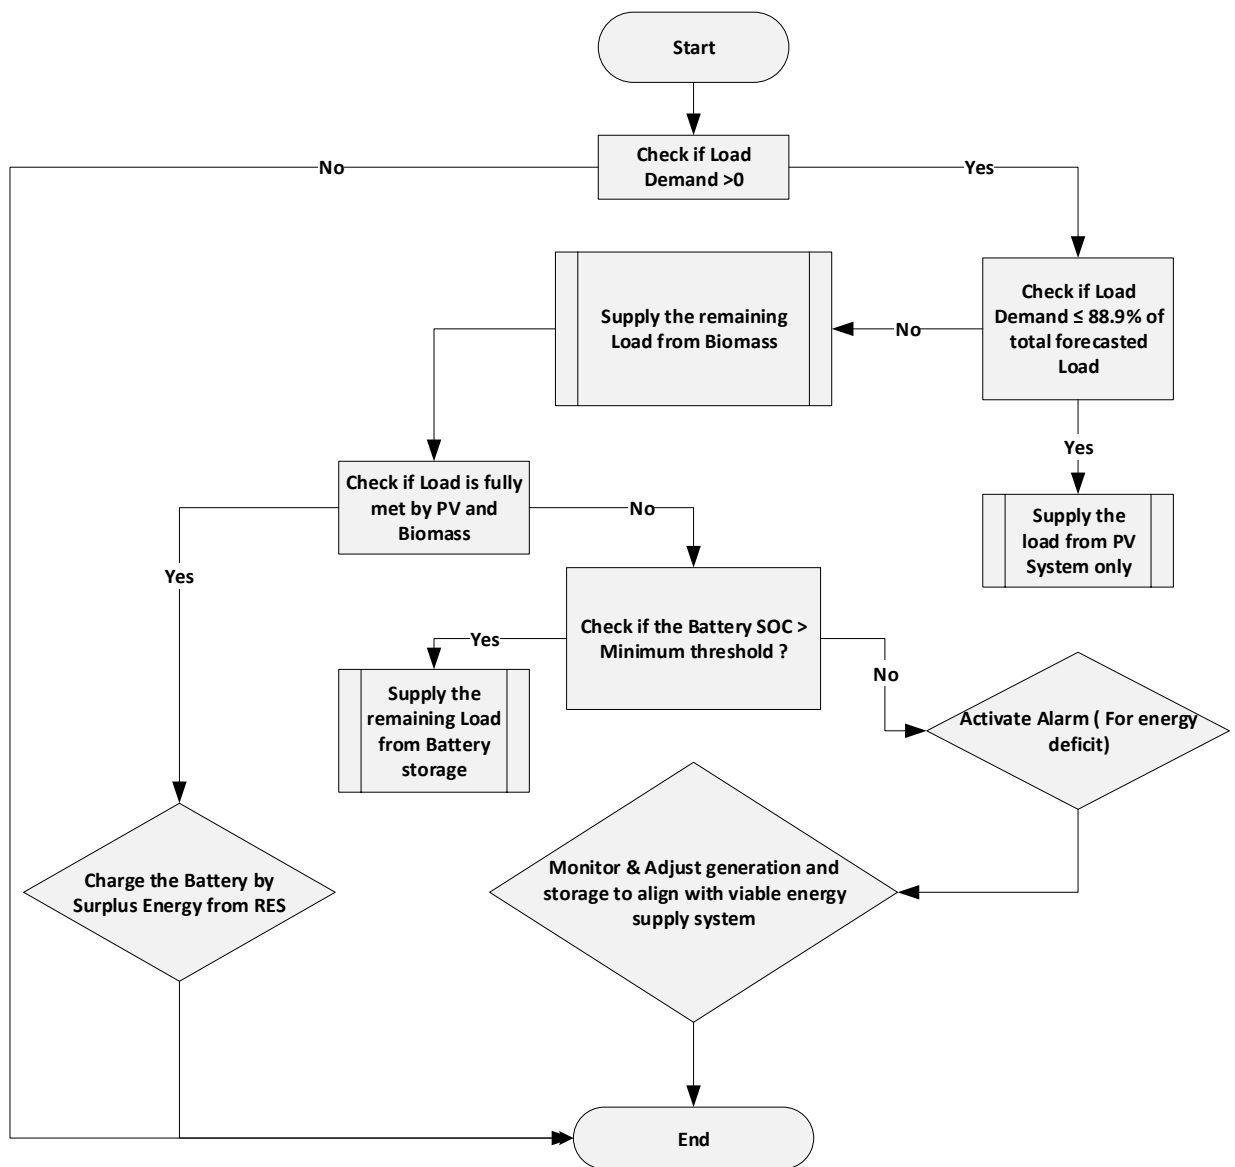 Start
Check if Load
Demand >0
No
Yes
Check if Load
Demand ≤ 88.9% of
total forecasted
Load
Supply the remaining
Load from Biomass
No
Yes
Check if Load is fully
met by PV and
Biomass
No
Supply the
load from PV
System only
Yes
Check if the Battery SOC >
Minimum threshold ?
Yes
No
Supply the
remaining Load
from Battery
storage
Activate Alarm ( For energy
deficit)
Charge the Battery by
Surplus Energy from RES
Monitor & Adjust generation and
storage to align with viable energy
supply system
End